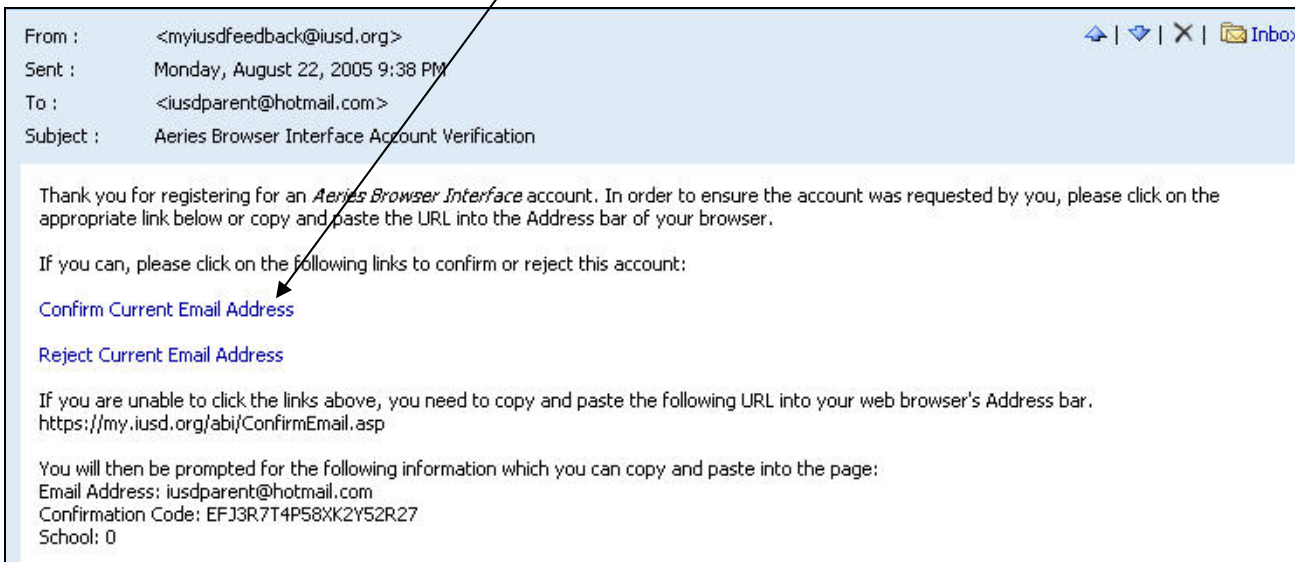 From : <myiusdfeedback@iusd.org> | | X | Inbox
Sent : Monday, August 22, 2005 9:38 PM
To : <iusdparent@hotmail.com>
Subject : Aeries Browser Interface Account Verification
Thank you for registering for an Aeries Browser Interface account. In order to ensure the account was requested by you, please click on the
appropriate link below or copy and paste the URL into the Address bar of your browser.
If you can, please click on the following links to confirm or reject this account:
Confirm Current Email Address
Reject Current Email Address
If you are unable to click the links above, you need to copy and paste the following URL into your web browser's Address bar.
https://my.iusd.org/abi/ConfirmEmail.asp
You will then be prompted for the following information which you can copy and paste into the page:
Email Address: iusdparent@hotmail.com
Confirmation Code: EFJ3R7T4P58XK2Y52R27
School: 0